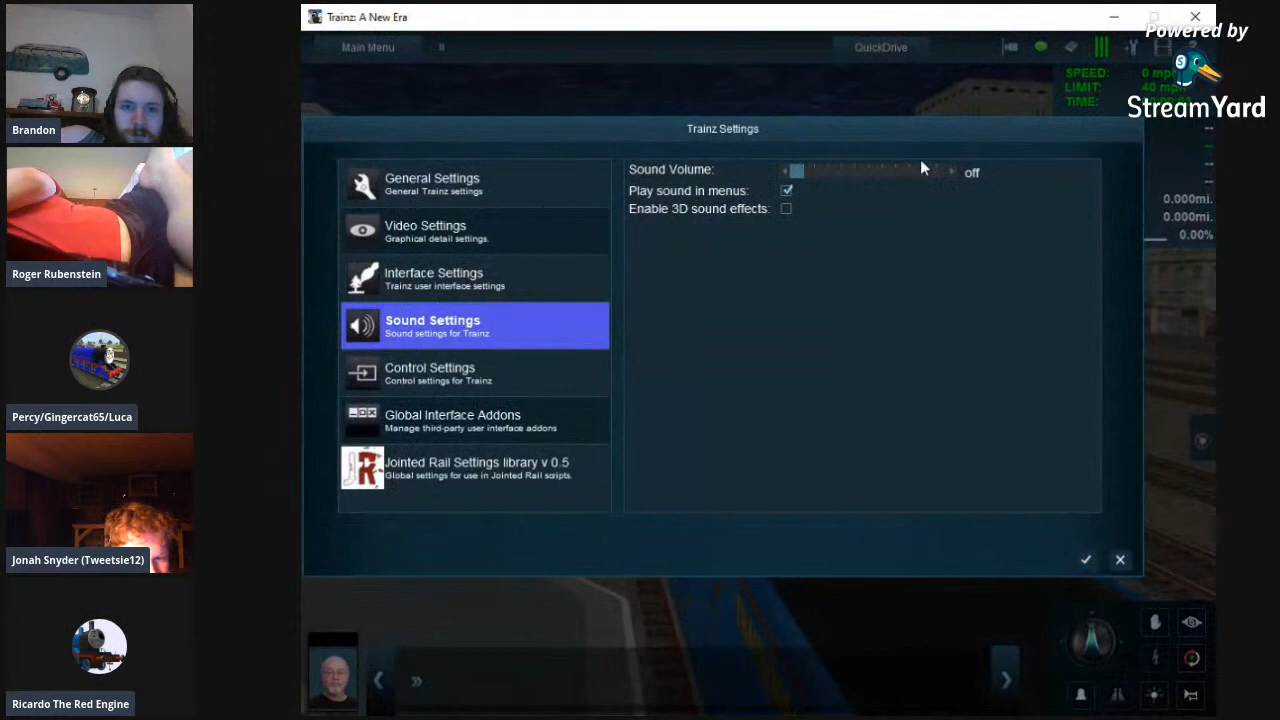 Trainz: A New Era
Powered by
StreamYard
Main Menu
QuickDrive
SPEED: 0 mph
LIMIT: 40 mph
TIME:
Trainz Settings
General Settings
General Trainz settings
Video Settings
Graphical detail settings.
Interface Settings
Trainz user interface settings
Sound Settings
Sound settings for Trainz
Control Settings
Control settings for Trainz
Global Interface Addons
Manage third-party user interface addons
Jointed Rail Settings library v 0.5
Global settings for use in Jointed Rail scripts.
JR
Sound Volume:
off
Play sound in menus:
Enable 3D sound effects:
0.000mi.
0.000mi.
0.00%
Brandon
Roger Rubenstein
Percy/Gingercat65/Luca
Jonah Snyder (Tweetsie12)
Ricardo The Red Engine